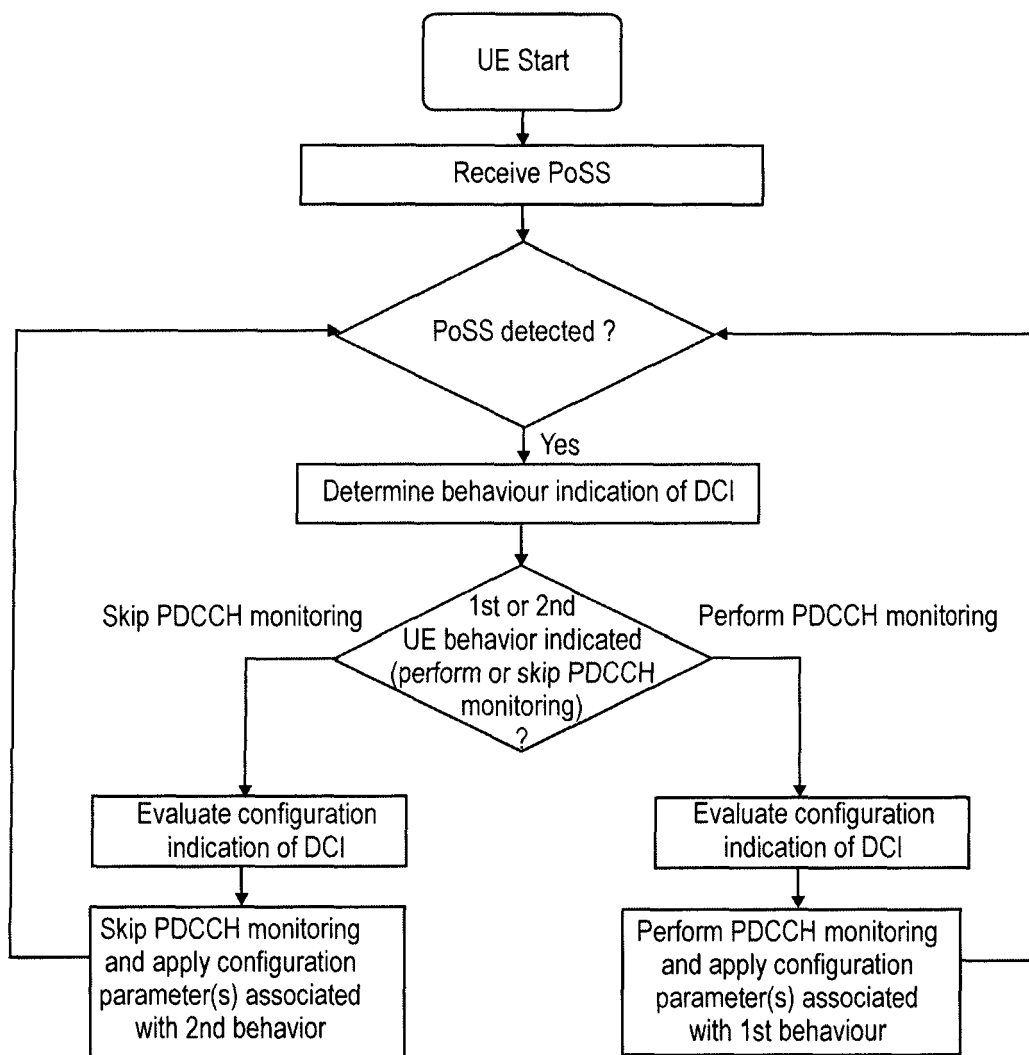 UE Start
Receive PoSS
PoSS detected ?
Yes
Determine behaviour indication of DCI
Skip PDCCH monitoring
1st or 2nd
UE behavior indicated
(perform or skip PDCCH
monitoring)
?
Perform PDCCH monitoring
Evaluate configuration
indication of DCI
Evaluate configuration
indication of DCI
Skip PDCCH monitoring
and apply configuration
parameter(s) associated
with 2nd behavior
Perform PDCCH monitoring
and apply configuration
parameter(s) associated
with 1st behaviour